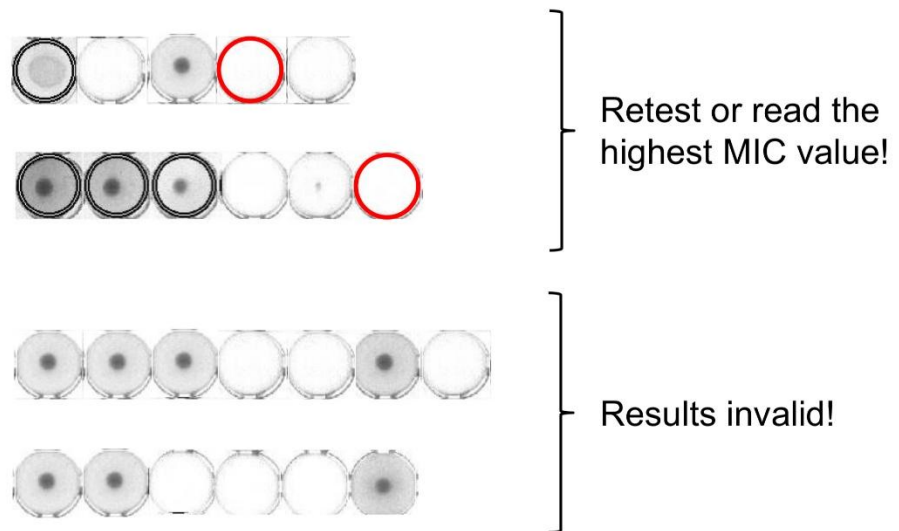 Retest or read the
highest MIC value!
Results invalid!